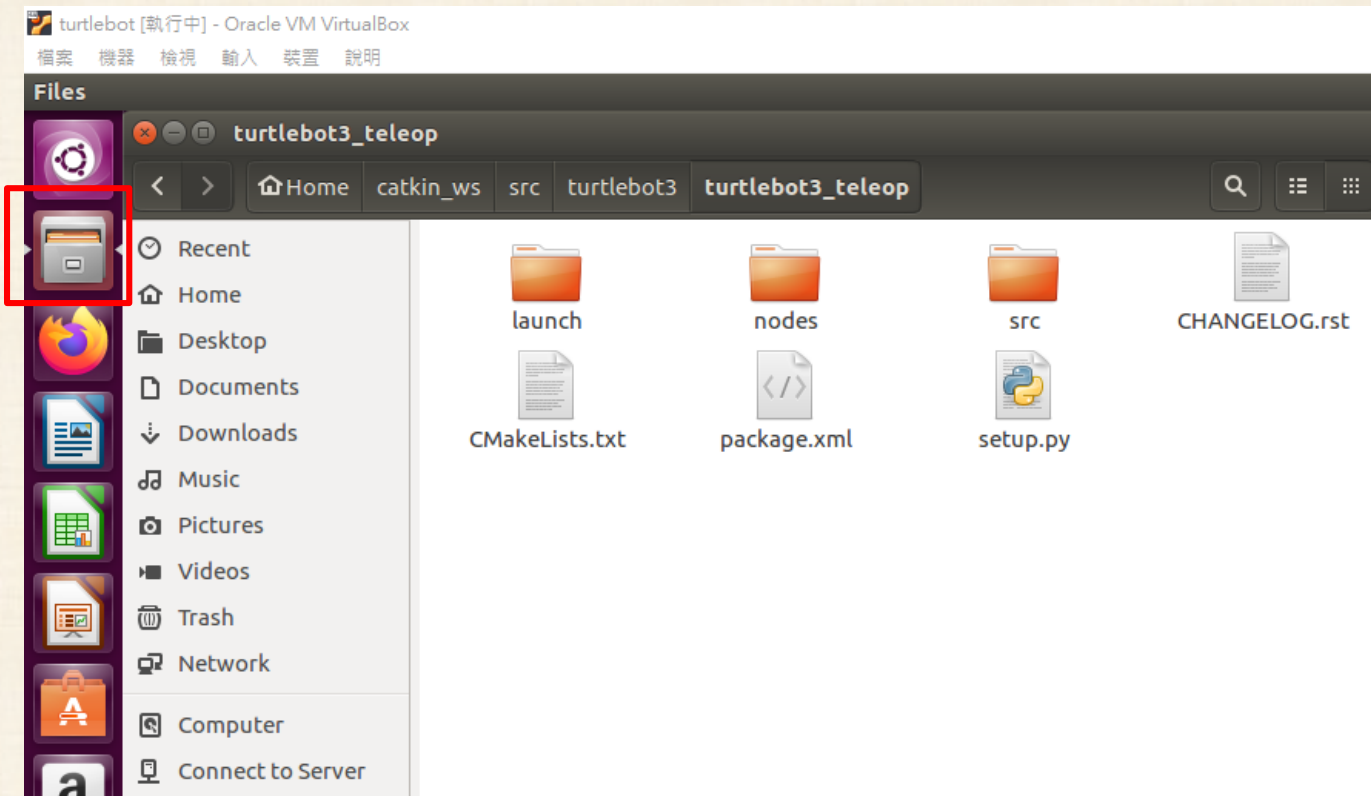 turtlebot [執行中] - Oracle VM VirtualBox
檔案 機器 檢視 輸入 裝置 說明
Files
turtlebot3_teleop
Home catkin_ws src turtlebot3 turtlebot3_teleop
Recent
Home
Desktop
Documents
Downloads
Music
Pictures
Videos
Trash
Network
Computer
Connect to Server
launch nodes src CHANGELOG.rst
CMakeLists.txt package.xml setup.py